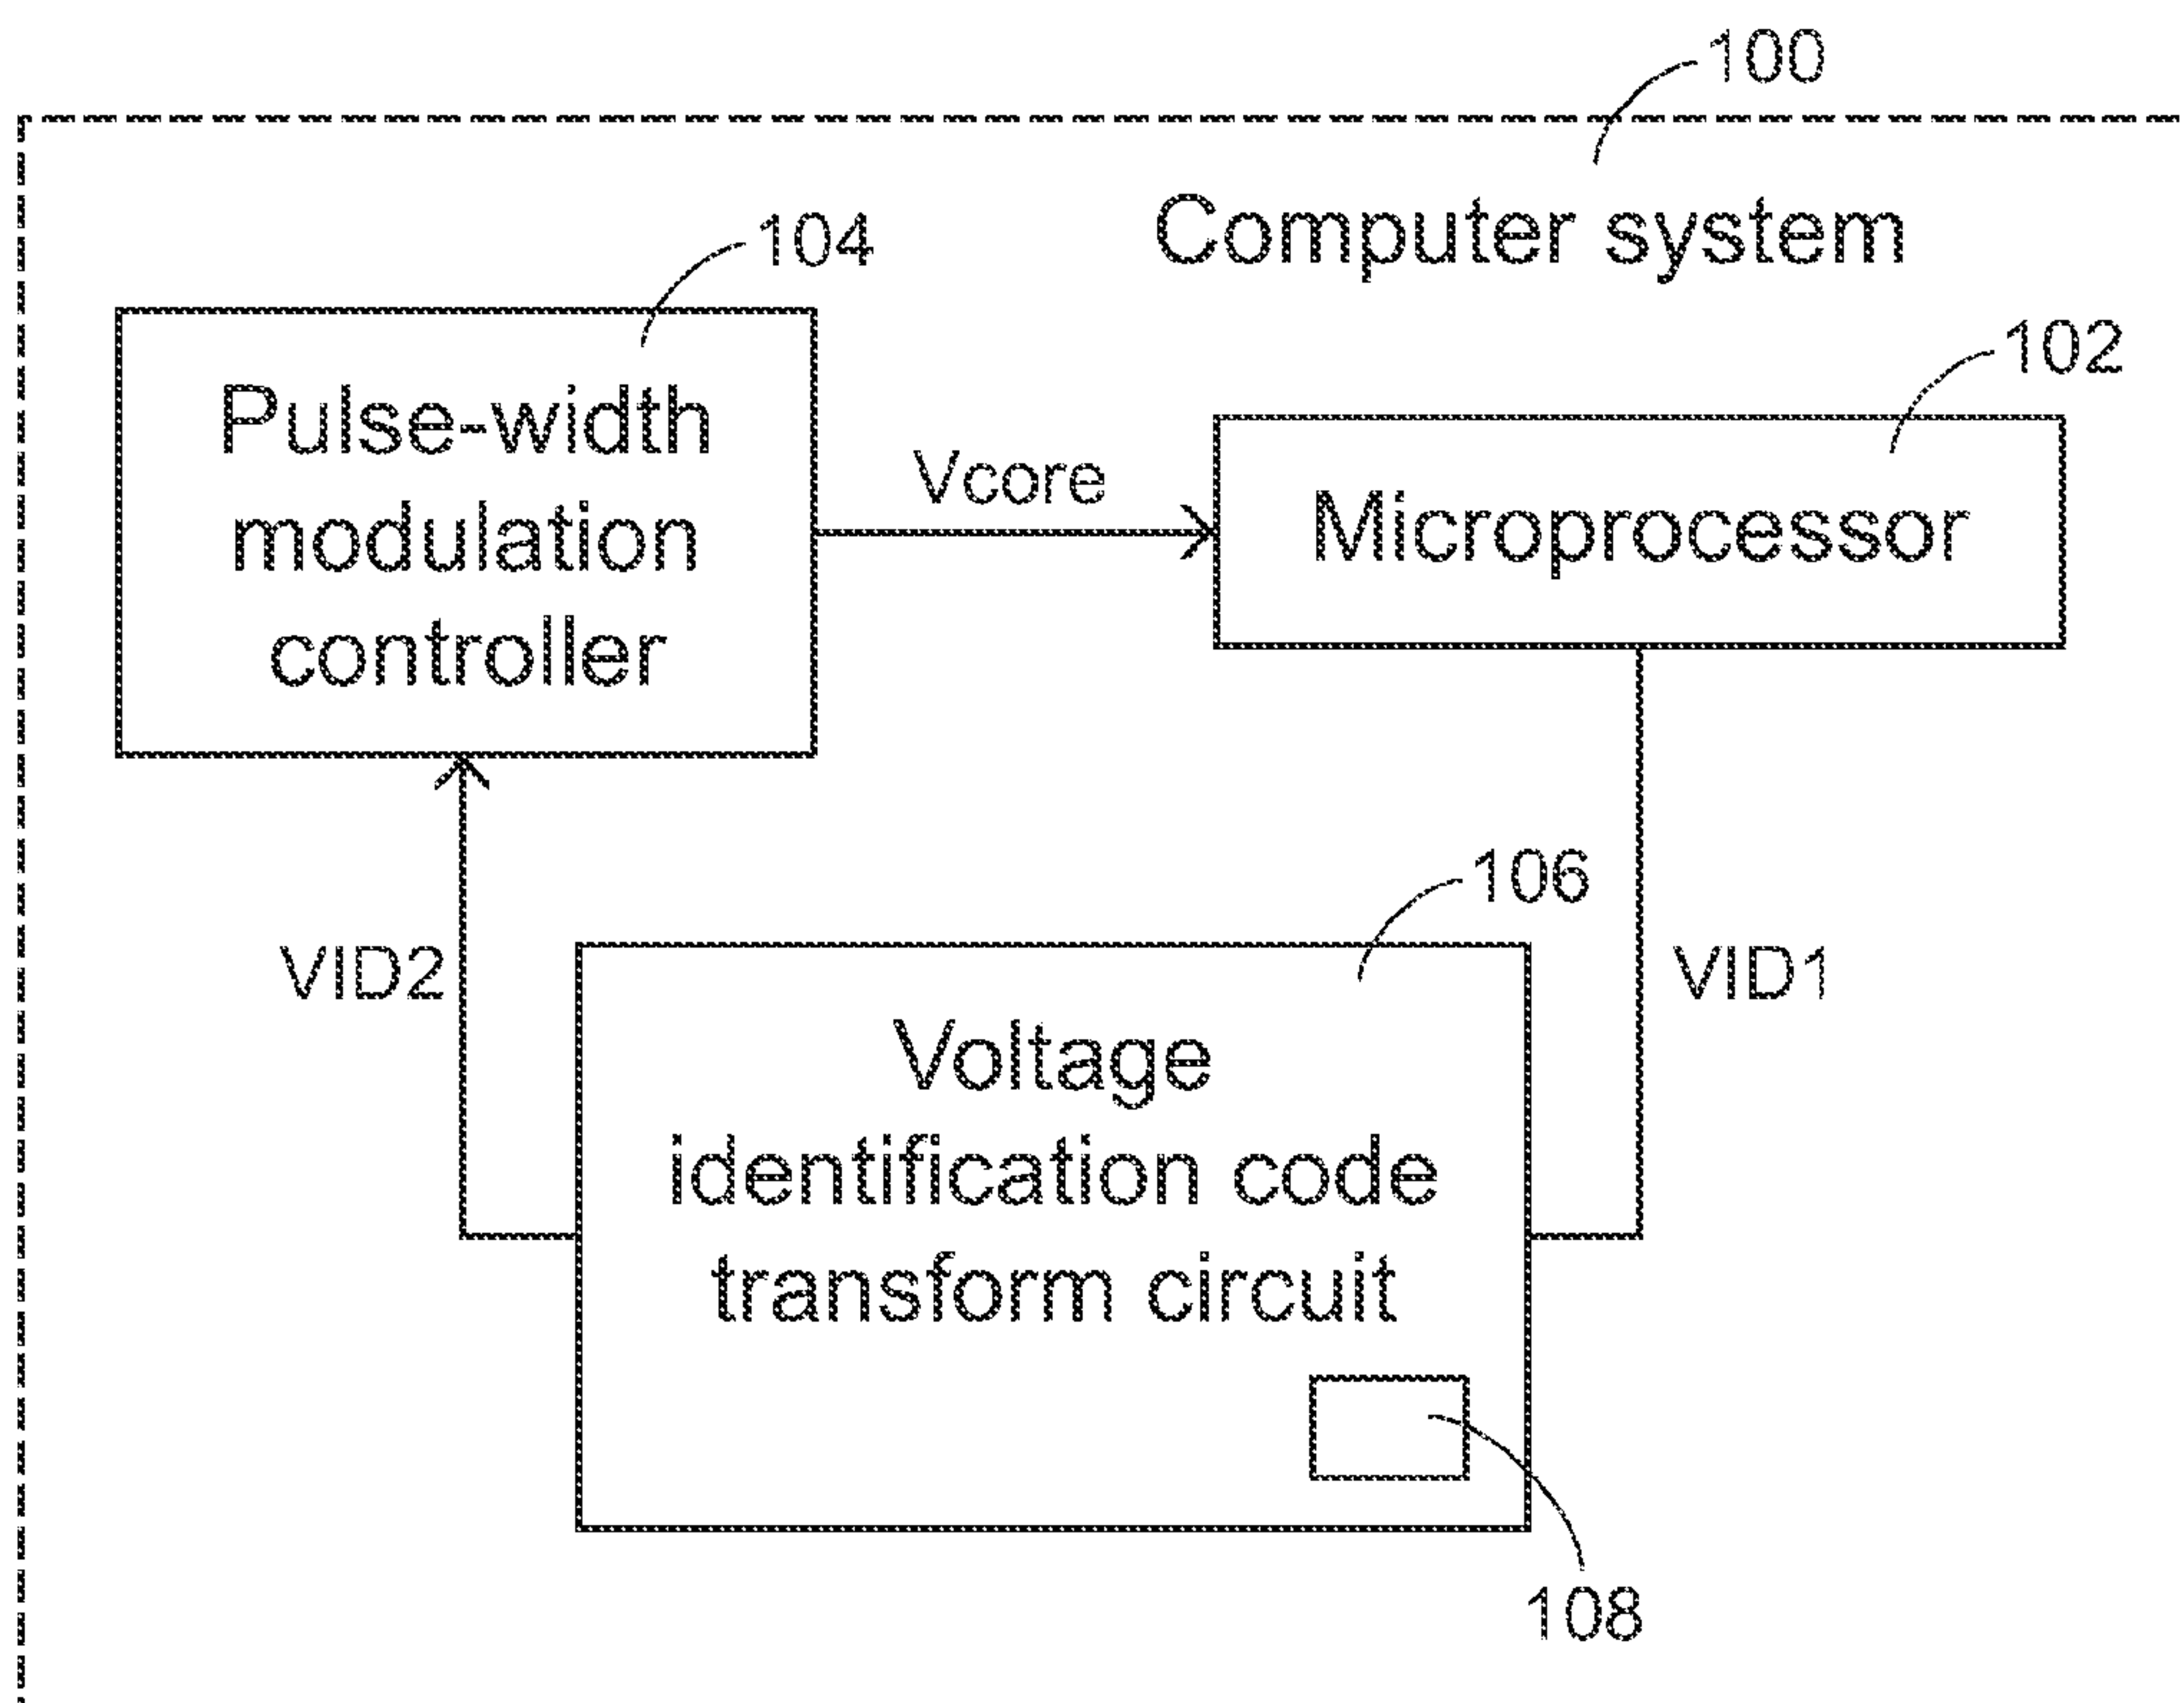 100
Computer system
104
Pulse-width
modulation
controller
Vcore
102
Microprocessor
106
VID2
VID1
Voltage
identification code
transform circuit
108